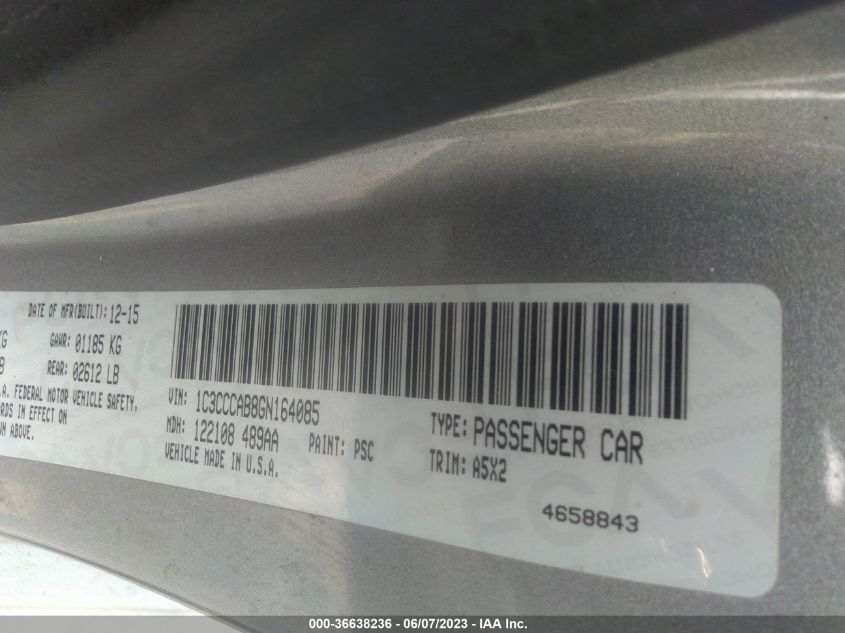 DATE OF MFR(BUILT): 12-15
KG GAWR: 01185 KG
B REAR: 02612 LB
.A. FEDERAL MOTOR VEHICLE SAFETY,
RDS IN EFFECT ON
WN ABOVE.
VIN: 1C3CCCAB8GN164085
MDH: 122108 489AA PAINT: PSC
VEHICLE MADE IN U.S.A.
TYPE: PASSENGER CAR
TRIM: A5X2
4658843
000-36638236 - 06/07/2023 - IAA Inc.